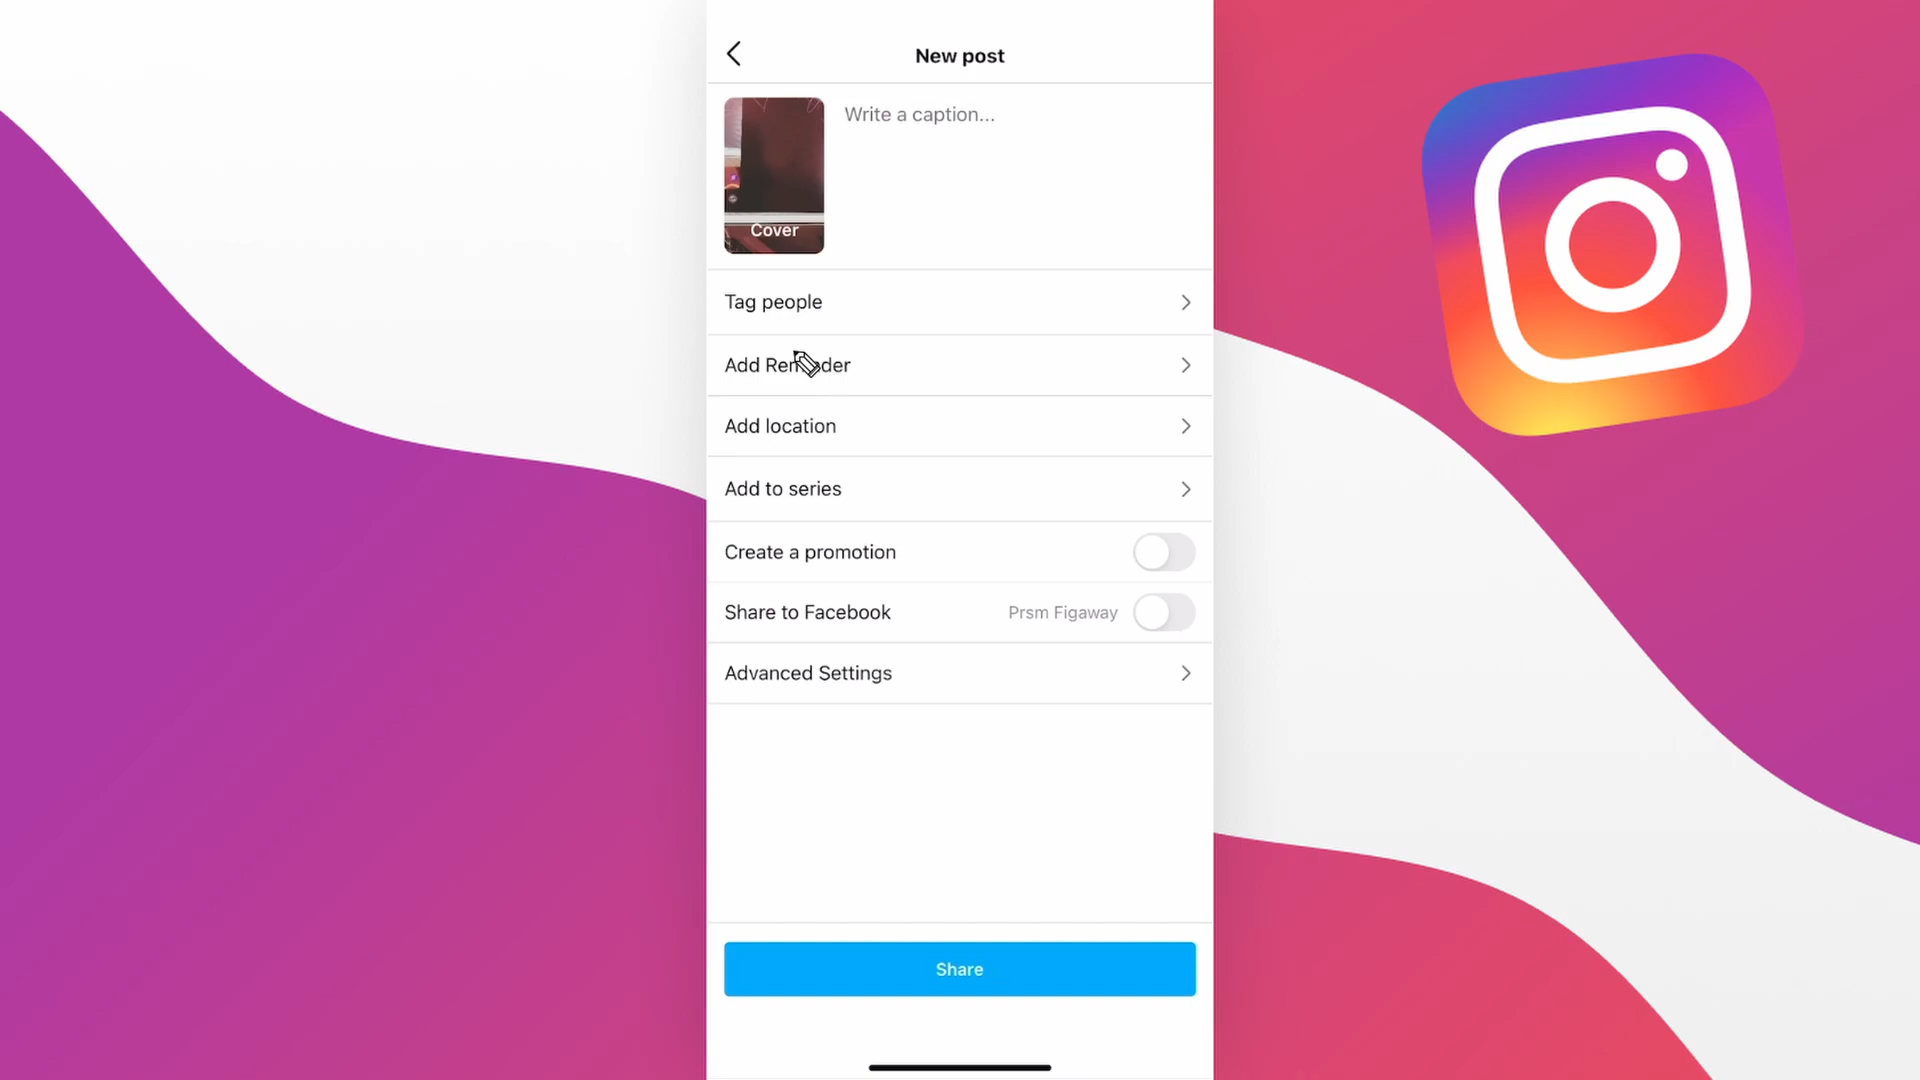 New post
Write a caption...
Cover
Tag people
Add Reminder
Add location
Add to series
Create a promotion
Share to Facebook Prsm Figaway
Advanced Settings
Share